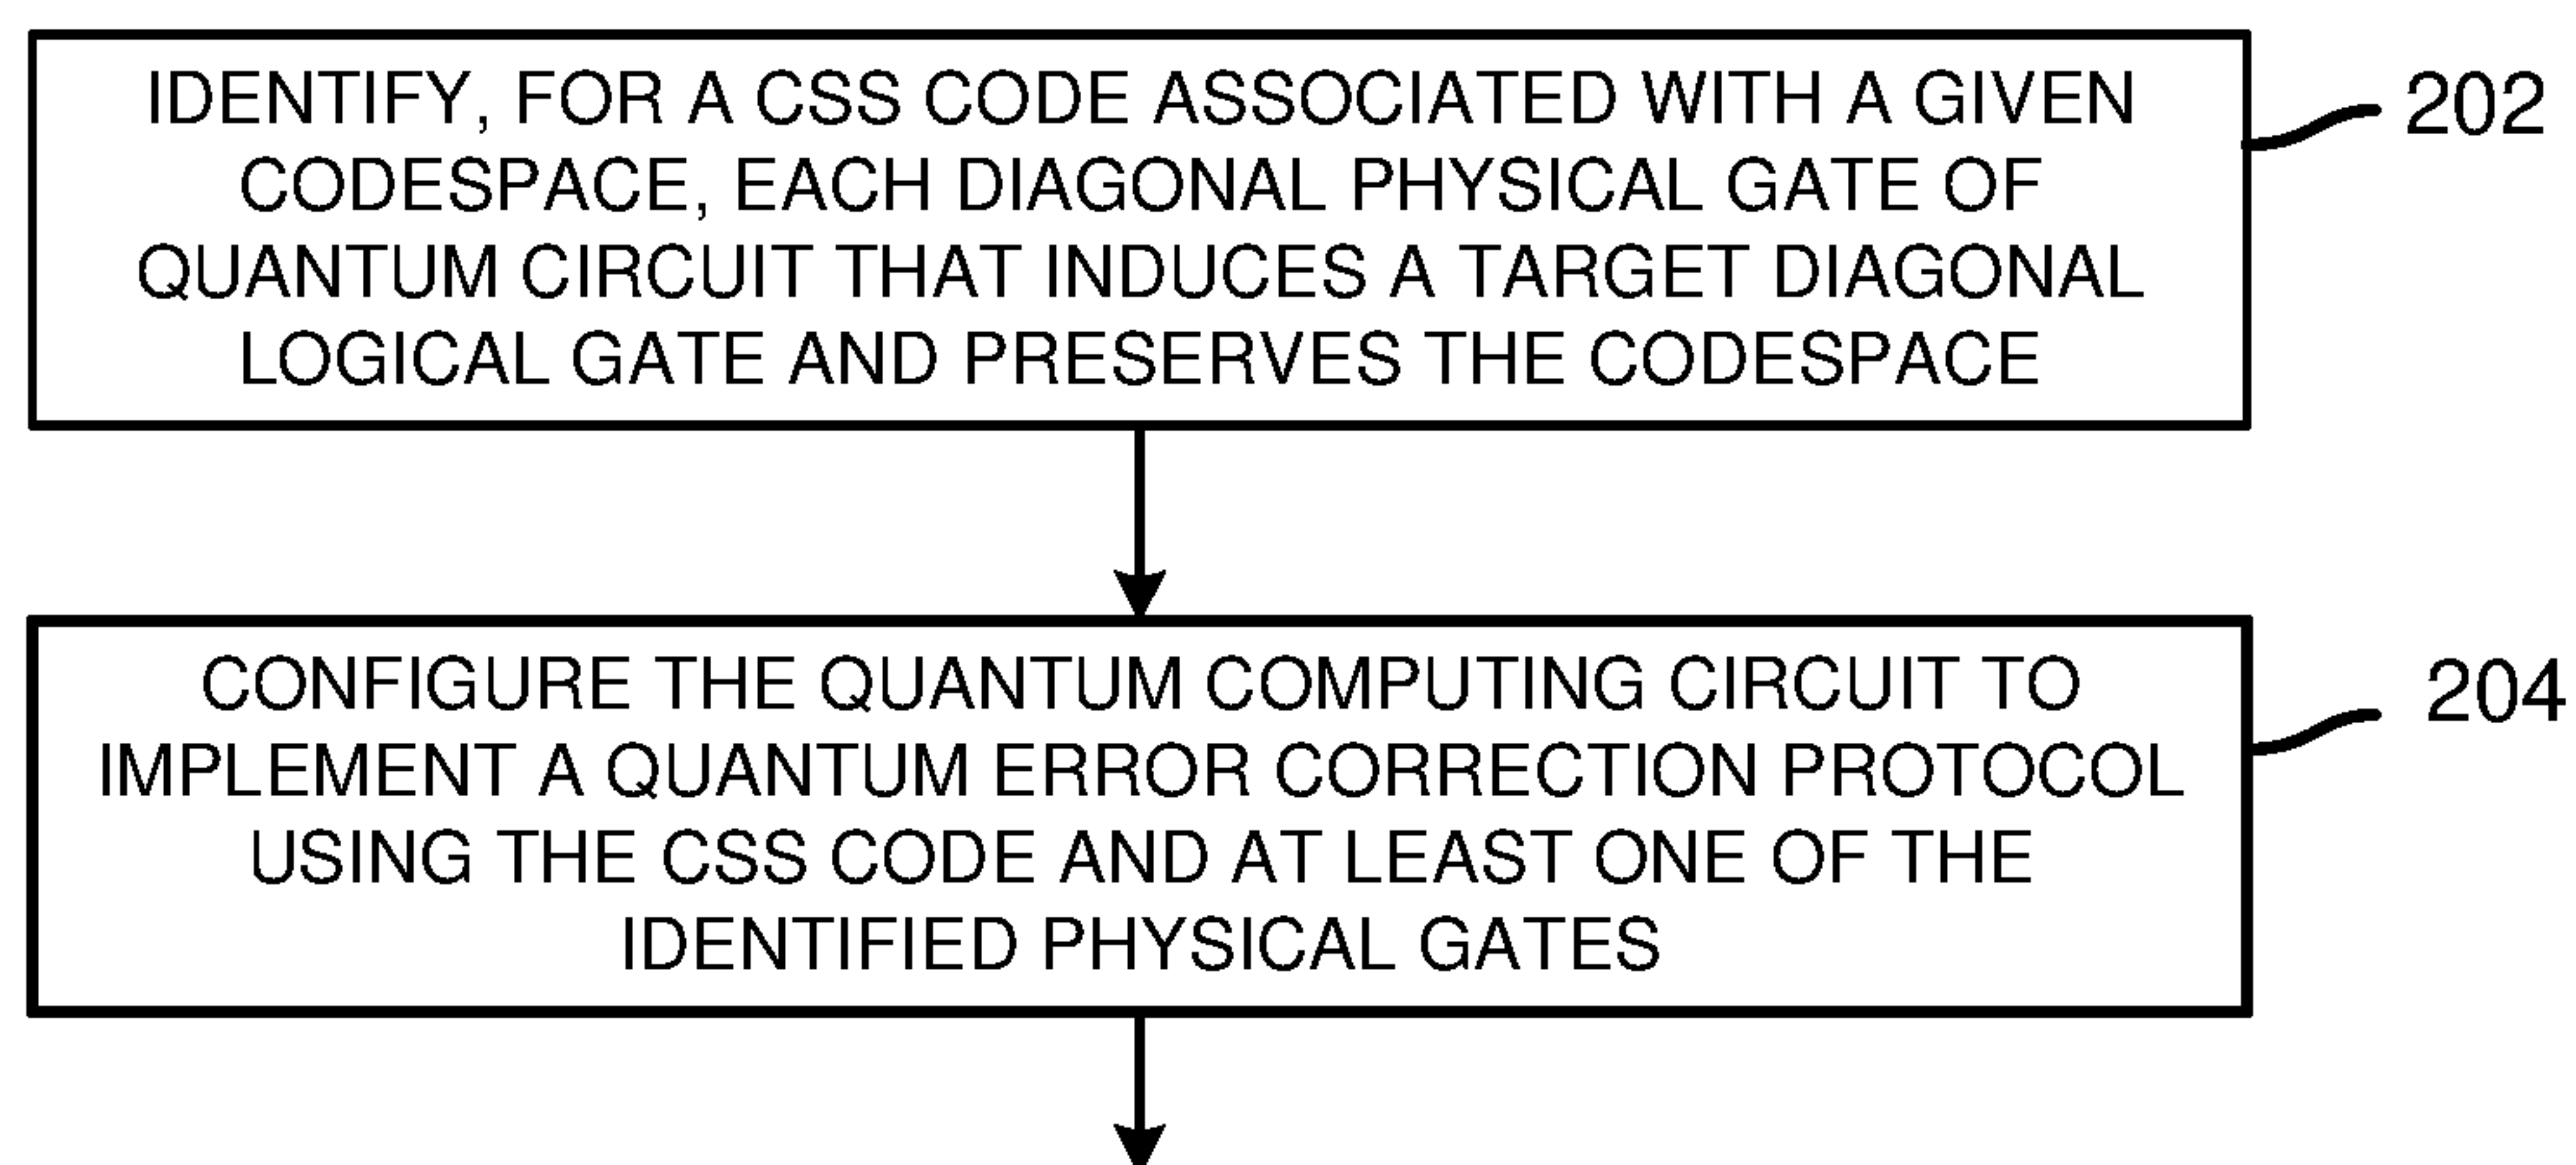 IDENTIFY, FOR A CSS CODE ASSOCIATED WITH A GIVEN
CODESPACE, EACH DIAGONAL PHYSICAL GATE OF
QUANTUM CIRCUIT THAT INDUCES A TARGET DIAGONAL
LOGICAL GATE AND PRESERVES THE CODESPACE
202
CONFIGURE THE QUANTUM COMPUTING CIRCUIT TO
IMPLEMENT A QUANTUM ERROR CORRECTION PROTOCOL
USING THE CSS CODE AND AT LEAST ONE OF THE
IDENTIFIED PHYSICAL GATES
204